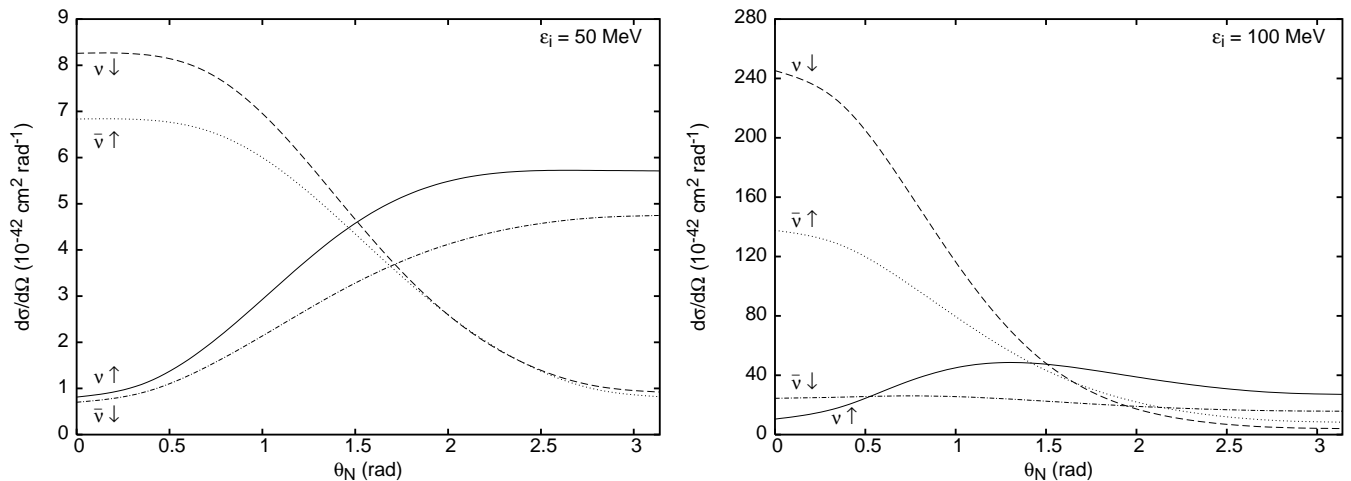 9
8
7
6
5
4
3
2
1
0
dσ/dΩ (10⁻⁴² cm² rad⁻¹)
ε_i = 50 MeV
ν ↓
ν̄ ↑
ν ↑
ν̄ ↓
0 0.5 1 1.5 2 2.5 3
θ_N (rad)
280
240
200
160
120
80
40
0
dσ/dΩ (10⁻⁴² cm² rad⁻¹)
ε_i = 100 MeV
ν ↓
ν̄ ↑
ν̄ ↓
ν ↑
0 0.5 1 1.5 2 2.5 3
θ_N (rad)